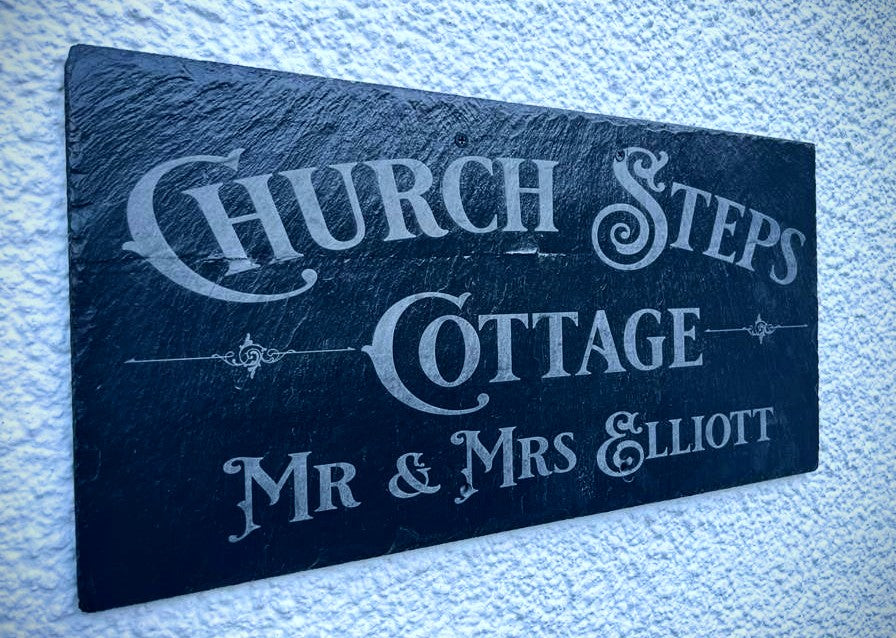 Church Steps
Cottage
Mr & Mrs Elliott